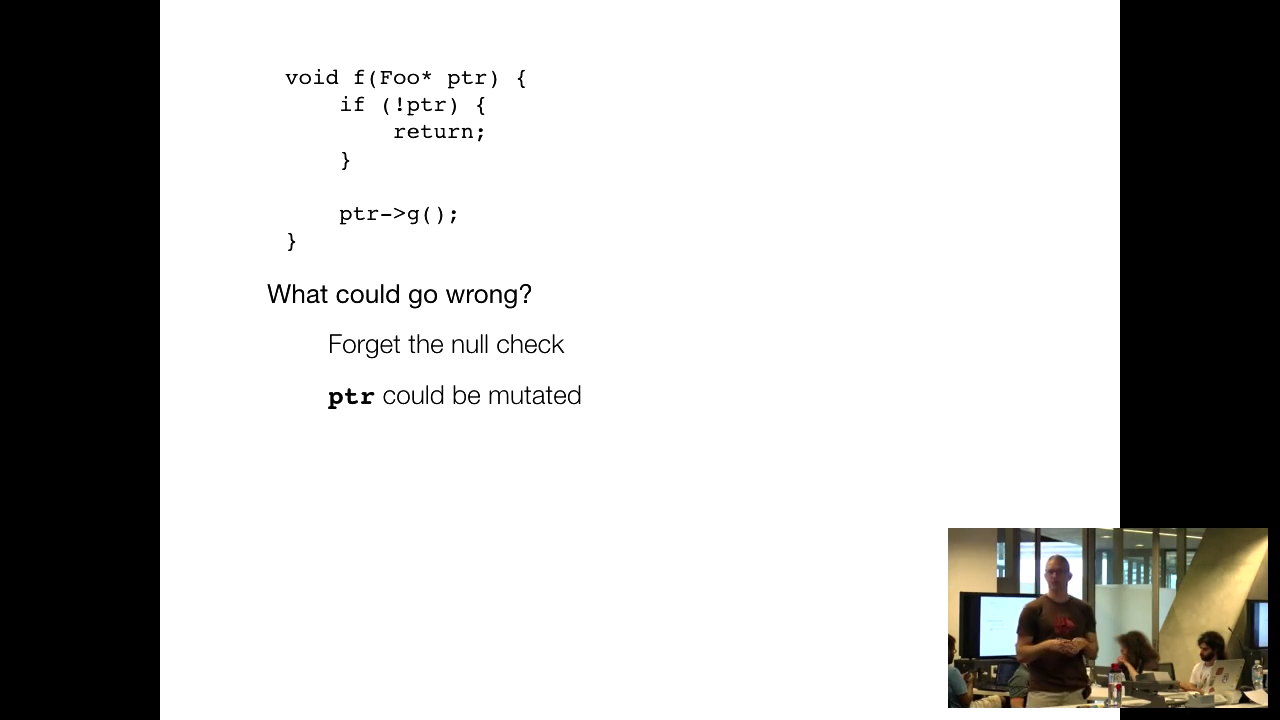 void f(Foo* ptr) {
    if (!ptr) {
        return;
    }
    ptr->g();
}
What could go wrong?
Forget the null check
ptr could be mutated